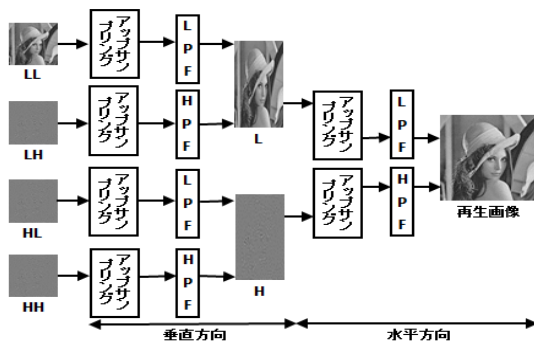 LL
アップサン
プリング
LPF
LH
アップサン
プリング
HPF
L
HL
アップサン
プリング
LPF
HH
アップサン
プリング
HPF
H
アップサン
プリング
LPF
アップサン
プリング
HPF
再生画像
垂直方向
水平方向